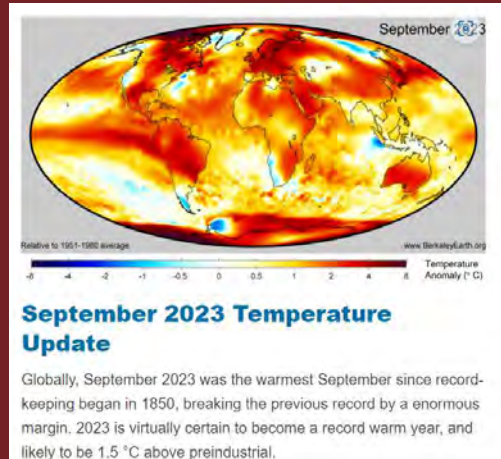 September 2023
Relative to 1951-1980 average
www.BerkeleyEarth.org
-8 -4 -2 -1 -0.5 0 0.5 1 2 4 8
Temperature
Anomaly (° C)
September 2023 Temperature
Update
Globally, September 2023 was the warmest September since record-
keeping began in 1850, breaking the previous record by a enormous
margin. 2023 is virtually certain to become a record warm year, and
likely to be 1.5 °C above preindustrial.